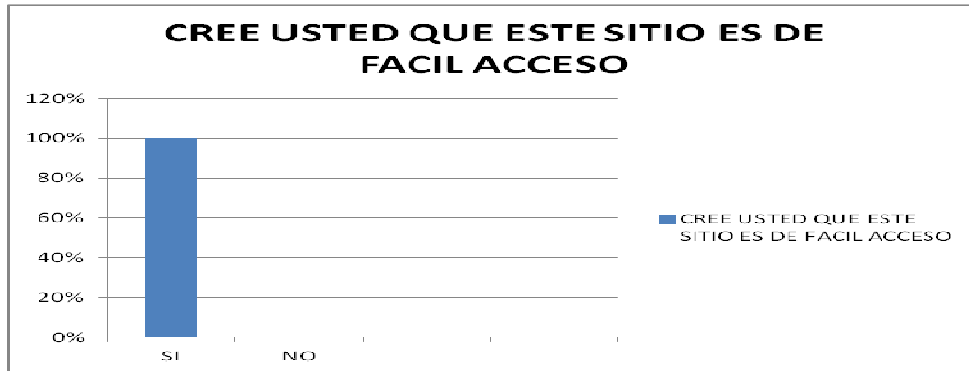 CREE USTED QUE ESTE SITIO ES DE
FACIL ACCESO
120%
100%
80%
60%
40%
20%
0%
SI NO
CREE USTED QUE ESTE
SITIO ES DE FACIL ACCESO